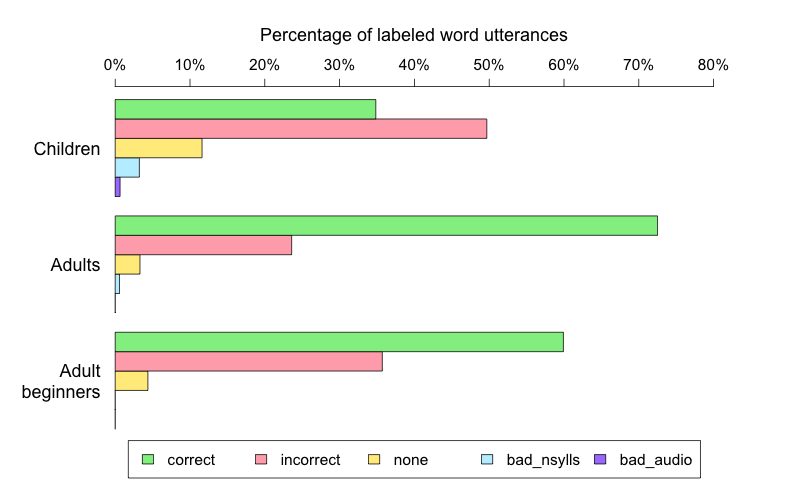 Percentage of labeled word utterances
0% 10% 20% 30% 40% 50% 60% 70% 80%
Children
Adults
Adult
beginners
correct incorrect none bad_nsylls bad_audio